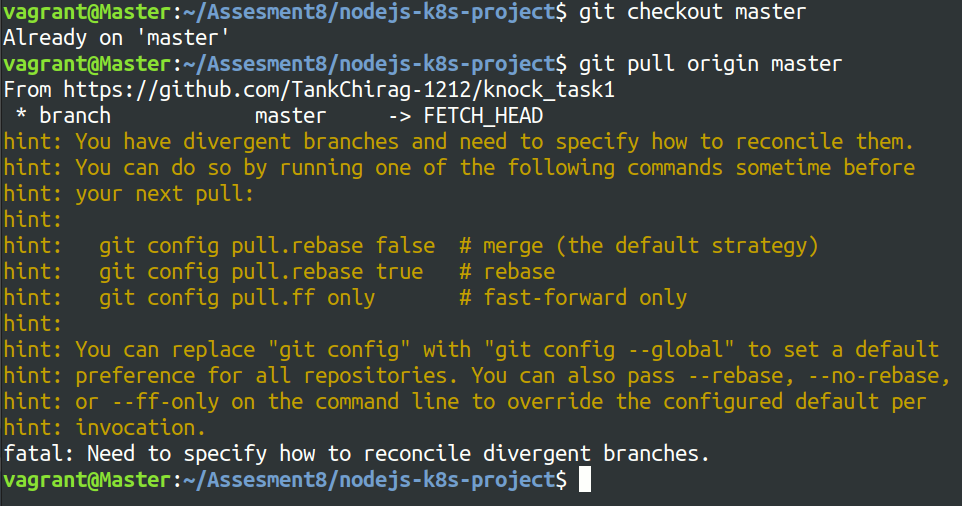 vagrant@Master:~/Assesment8/nodejs-k8s-project$ git checkout master
Already on 'master'
vagrant@Master:~/Assesment8/nodejs-k8s-project$ git pull origin master
From https://github.com/TankChirag-1212/knock_task1
 * branch            master     -> FETCH_HEAD
hint: You have divergent branches and need to specify how to reconcile them.
hint: You can do so by running one of the following commands sometime before
hint: your next pull:
hint:
hint:   git config pull.rebase false  # merge (the default strategy)
hint:   git config pull.rebase true   # rebase
hint:   git config pull.ff only       # fast-forward only
hint:
hint: You can replace "git config" with "git config --global" to set a default
hint: preference for all repositories. You can also pass --rebase, --no-rebase,
hint: or --ff-only on the command line to override the configured default per
hint: invocation.
fatal: Need to specify how to reconcile divergent branches.
vagrant@Master:~/Assesment8/nodejs-k8s-project$